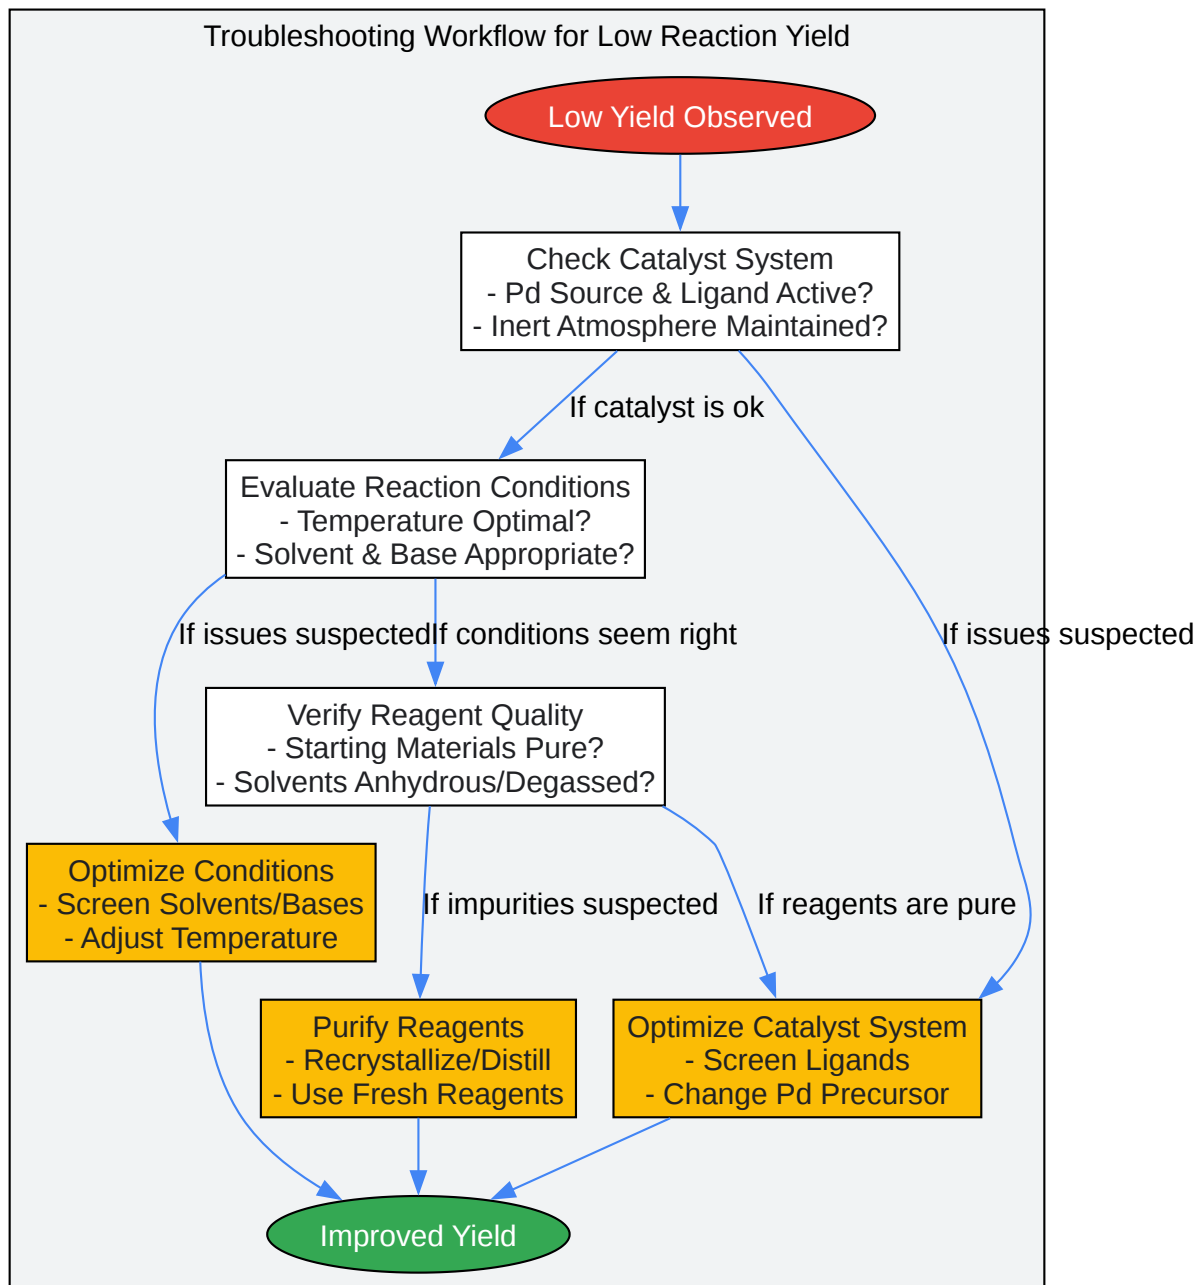 Troubleshooting Workflow for Low Reaction Yield
Low Yield Observed
Check Catalyst System
- Pd Source & Ligand Active?
- Inert Atmosphere Maintained?
If catalyst is ok
Evaluate Reaction Conditions
- Temperature Optimal?
- Solvent & Base Appropriate?
If issues suspected
If conditions seem right
If issues suspected
Verify Reagent Quality
- Starting Materials Pure?
- Solvents Anhydrous/Degassed?
Optimize Conditions
- Screen Solvents/Bases
- Adjust Temperature
If impurities suspected
If reagents are pure
Purify Reagents
- Recrystallize/Distill
- Use Fresh Reagents
Optimize Catalyst System
- Screen Ligands
- Change Pd Precursor
Improved Yield